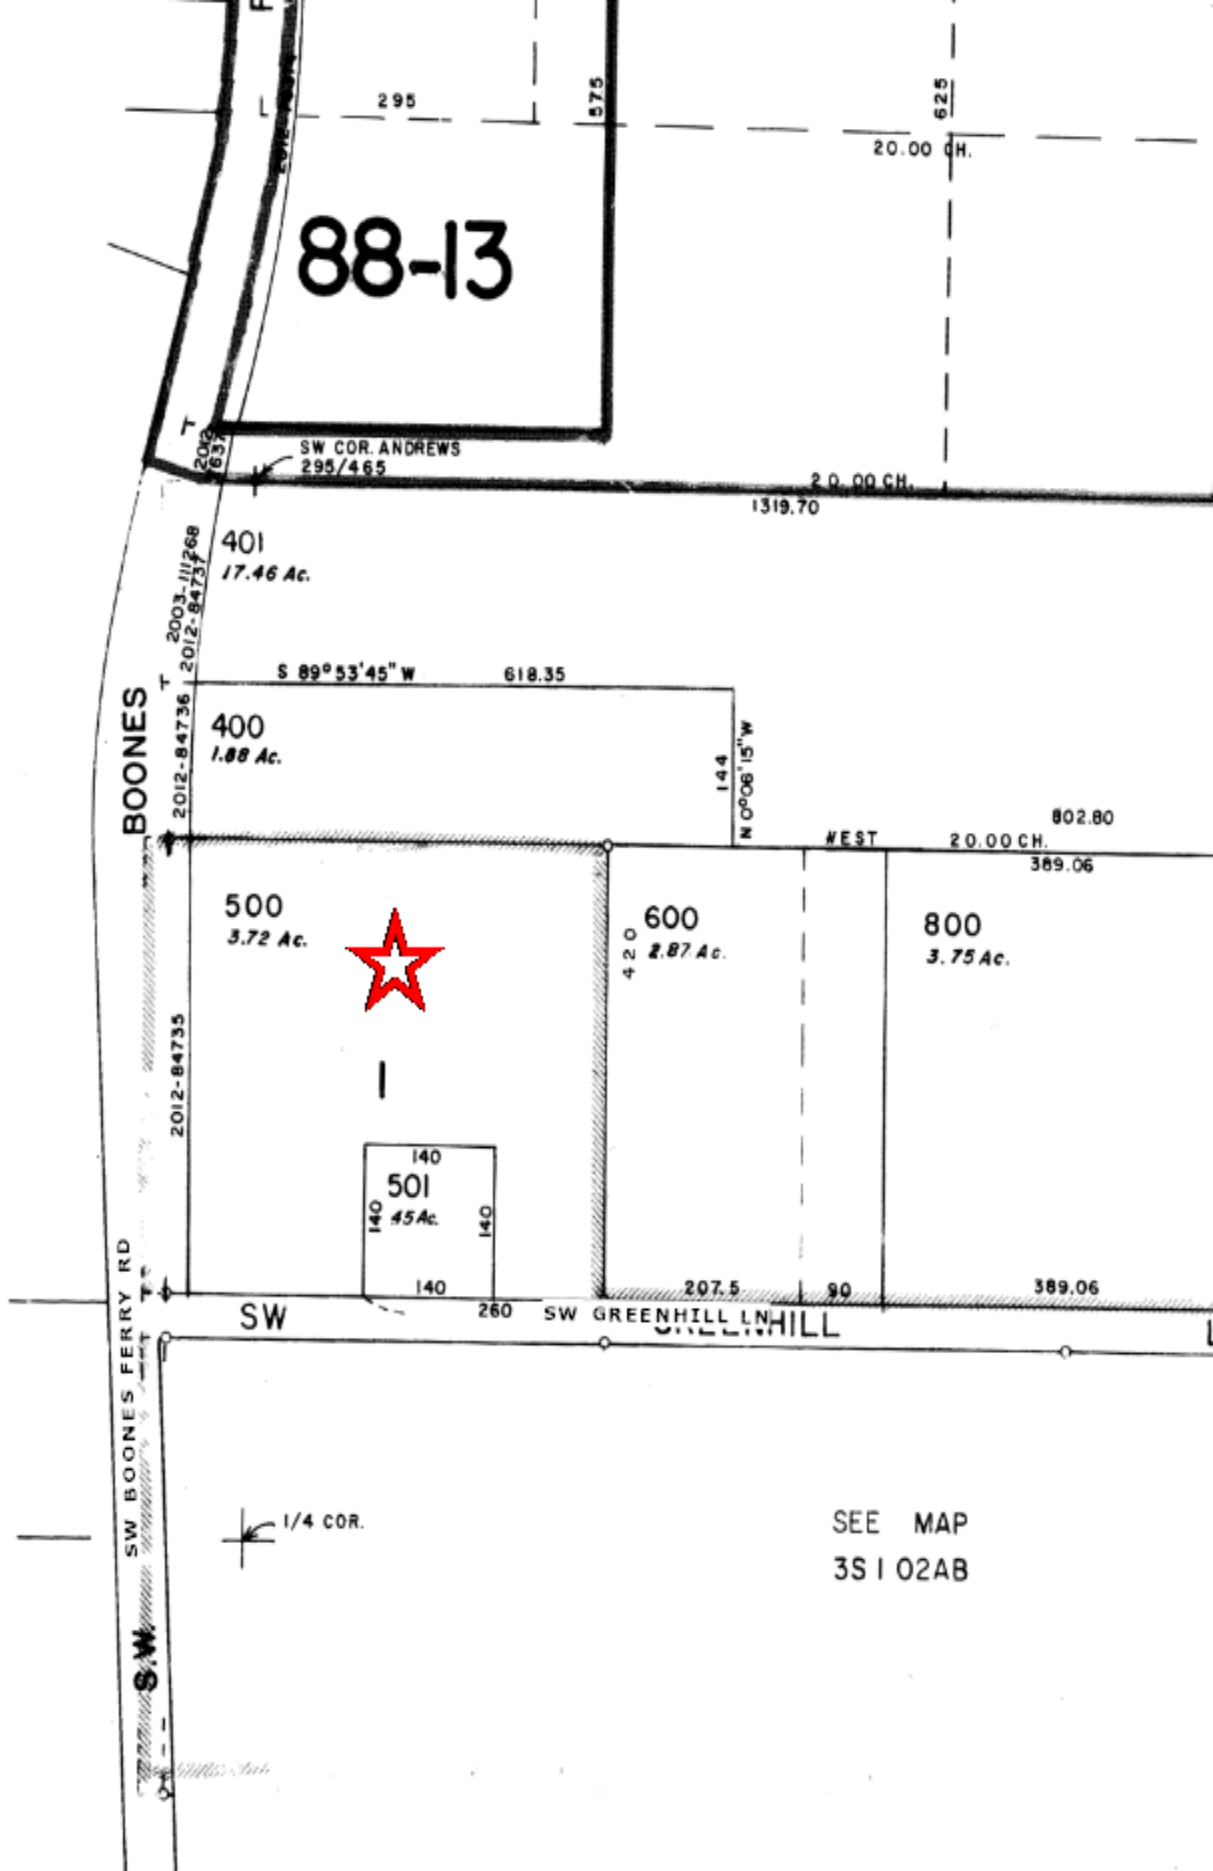 295
575
625
20.00 CH.
88-13
SW COR. ANDREWS
295/465
20.00 CH.
1319.70
401
17.46 Ac.
2003-111268
2012-84737
S 89°53'45" W
618.35
BOONES
2012-84736
400
1.88 Ac.
144
N 0°06'15" W
802.80
WEST
20.00 CH.
389.06
500
3.72 Ac.
600
2.87 Ac.
420
800
3.75 Ac.
2012-84735
I
140
501
.45 Ac.
140
140
140
207.5
90
389.06
SW
260
SW GREENHILL LN
GREENHILL
SW BOONES FERRY RD
1/4 COR.
SEE MAP
3S 1 02AB
S.W.